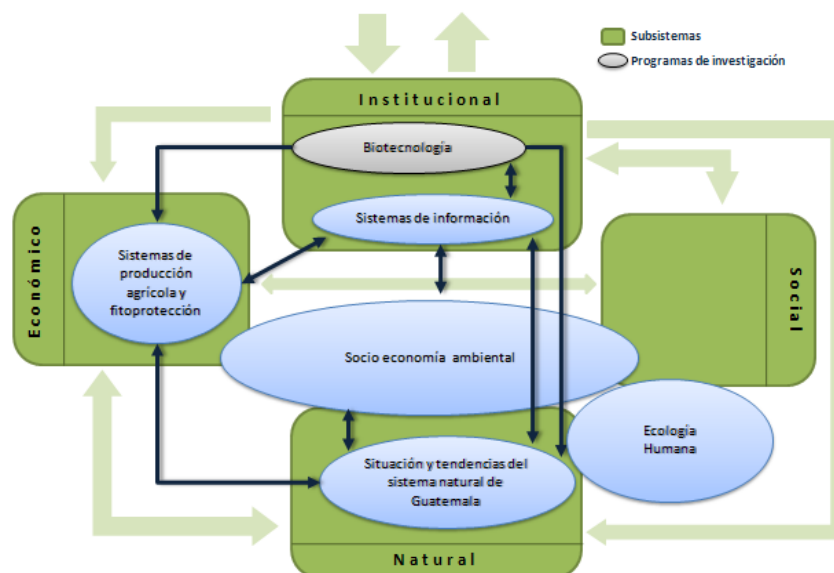 Subsistemas
Programas de investigación
Institucional
Biotecnología
Sistemas de información
Económico
Sistemas de
producción
agrícola y
fitoprotección
Social
Socio economía ambiental
Ecología
Humana
Situación y tendencias del
sistema natural de
Guatemala
Natural